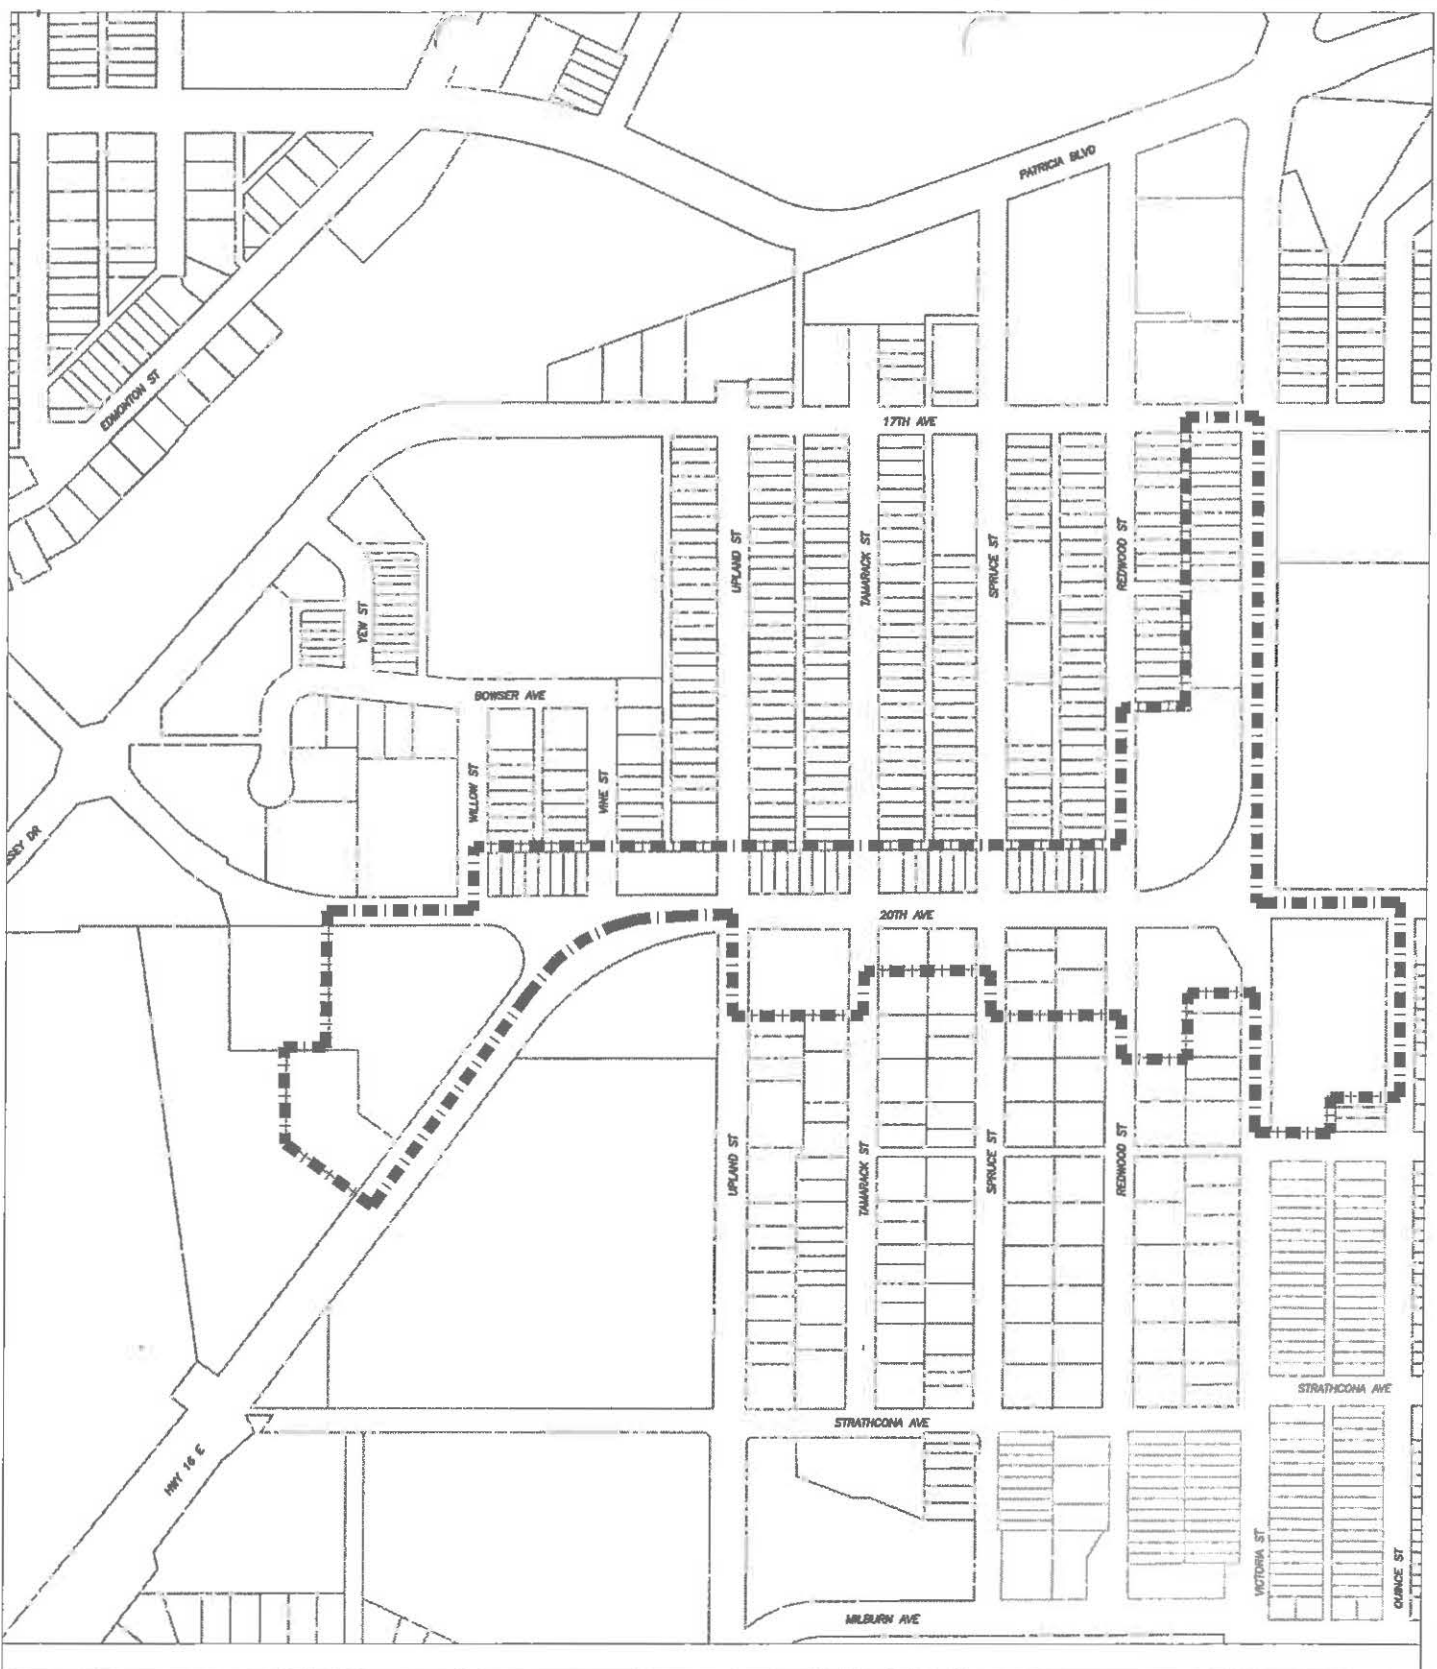 PATRICIA BLVD
EDMONTON ST
17TH AVE
UPLAND ST
TAMARACK ST
SPRUCE ST
REDWOOD ST
YEW ST
BOWSER AVE
WILLOW ST
VINE ST
SEY DR
20TH AVE
UPLAND ST
TAMARACK ST
SPRUCE ST
REDWOOD ST
STRATHCONA AVE
STRATHCONA AVE
HWY 16 E
VICTORIA ST
QUINCE ST
MILBURN AVE